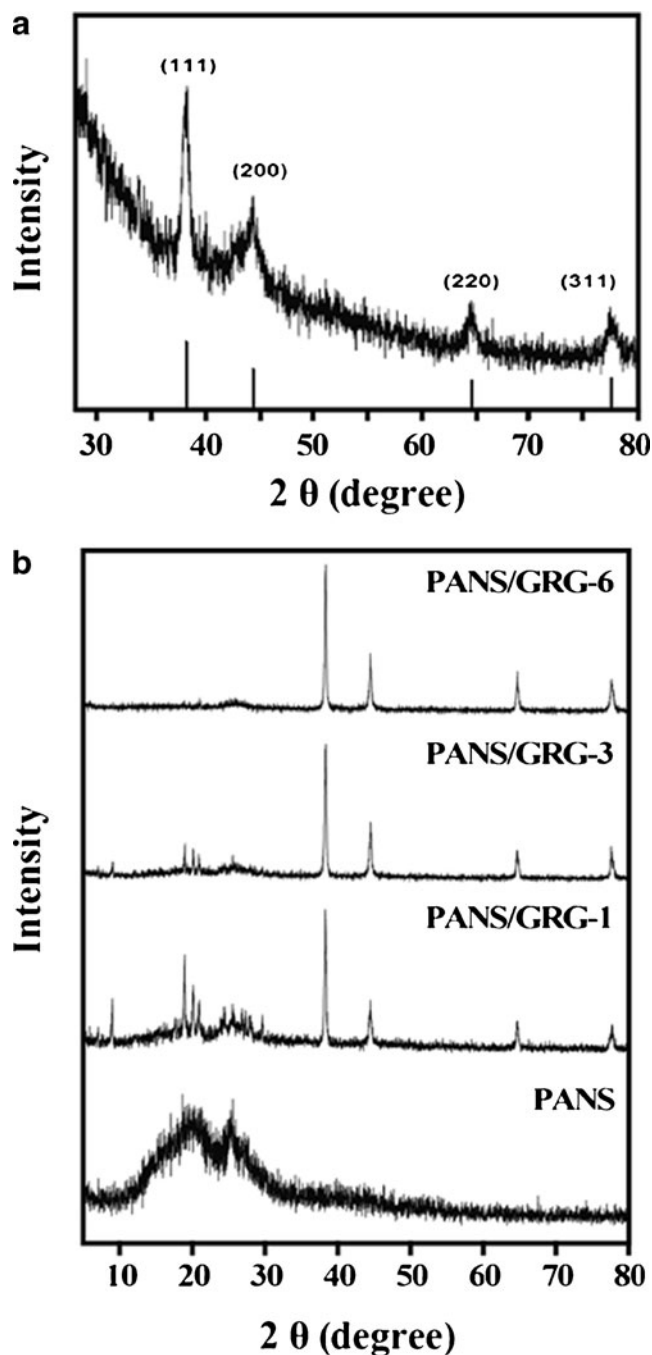 a
(111)
(200)
(220)
(311)
Intensity
30 40 50 60 70 80
2 θ (degree)
b
PANS/GRG-6
PANS/GRG-3
PANS/GRG-1
PANS
Intensity
10 20 30 40 50 60 70 80
2 θ (degree)